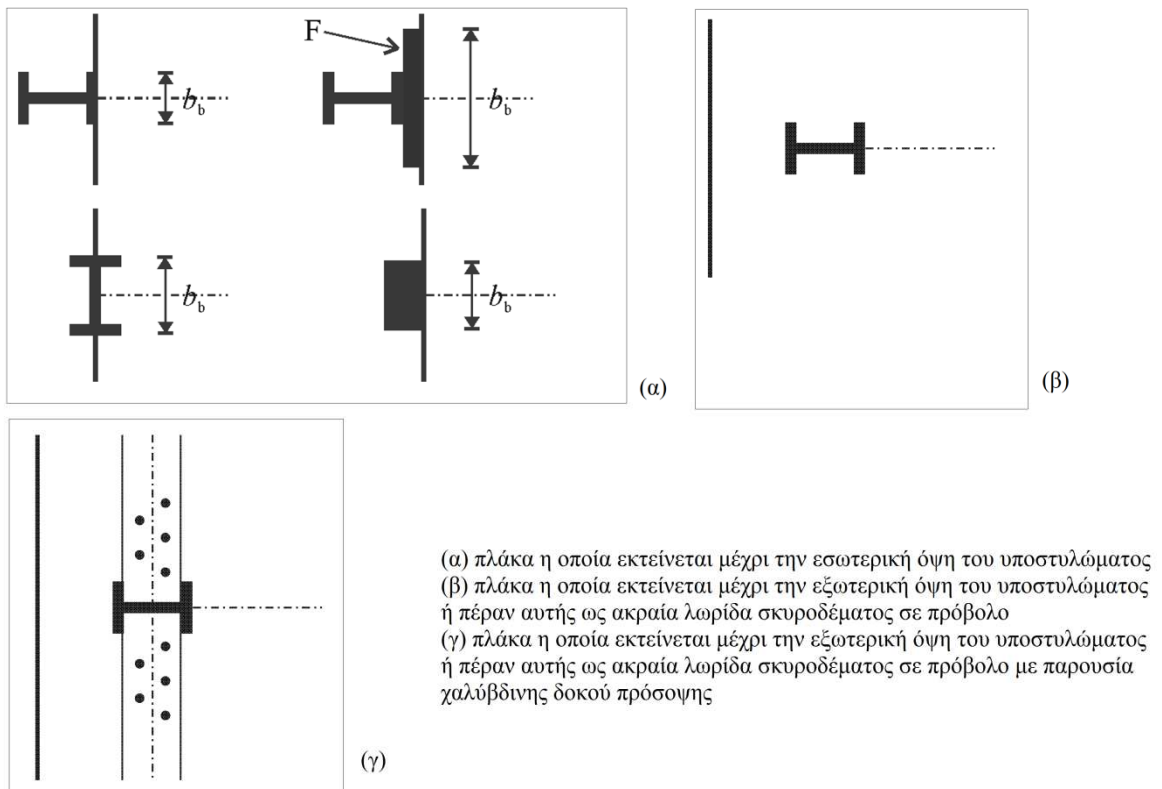 F
b_b
b_b
b_b
b_b
(α)
(β)
(γ)
(α) πλάκα η οποία εκτείνεται μέχρι την εσωτερική όψη του υποστυλώματος
(β) πλάκα η οποία εκτείνεται μέχρι την εξωτερική όψη του υποστυλώματος
ή πέραν αυτής ως ακραία λωρίδα σκυροδέματος σε πρόβολο
(γ) πλάκα η οποία εκτείνεται μέχρι την εξωτερική όψη του υποστυλώματος
ή πέραν αυτής ως ακραία λωρίδα σκυροδέματος σε πρόβολο με παρουσία
χαλύβδινης δοκού πρόσοψης